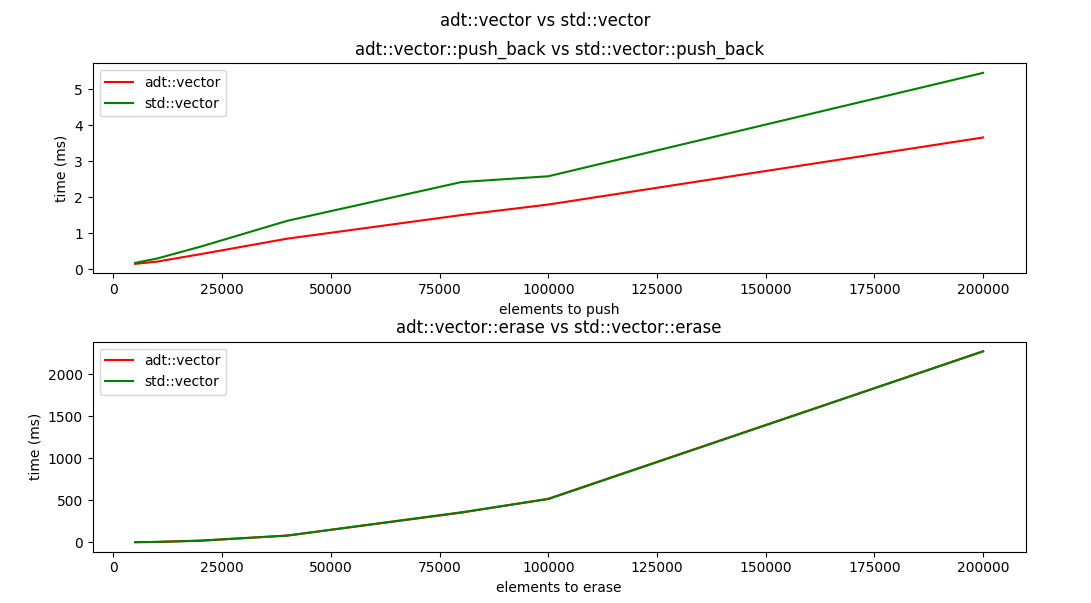 adt::vector vs std::vector
adt::vector::push_back vs std::vector::push_back
adt::vector
std::vector
time (ms)
5
4
3
2
1
0
0 25000 50000 75000 100000 125000 150000 175000 200000
elements to push
adt::vector::erase vs std::vector::erase
adt::vector
std::vector
time (ms)
2000
1500
1000
500
0
0 25000 50000 75000 100000 125000 150000 175000 200000
elements to erase